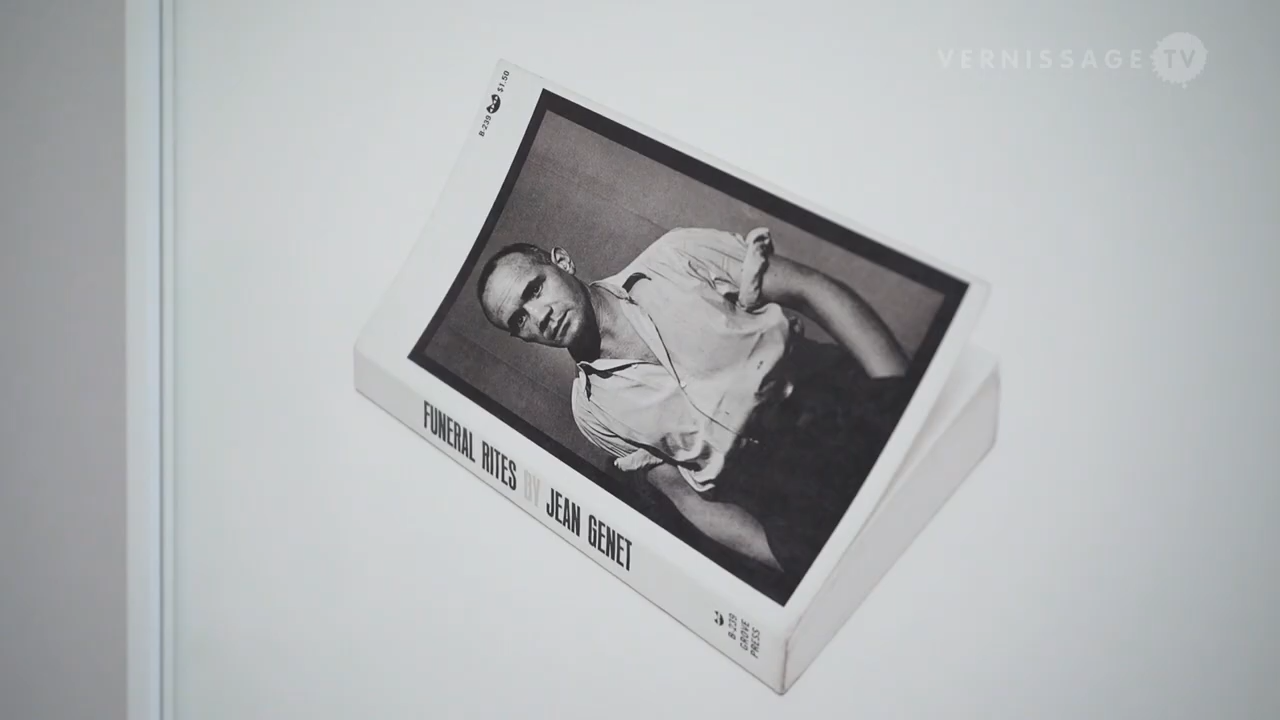 VERNISSAGE TV
B-239 $1.50
FUNERAL RITES BY JEAN GENET
B-239
GROVE
PRESS